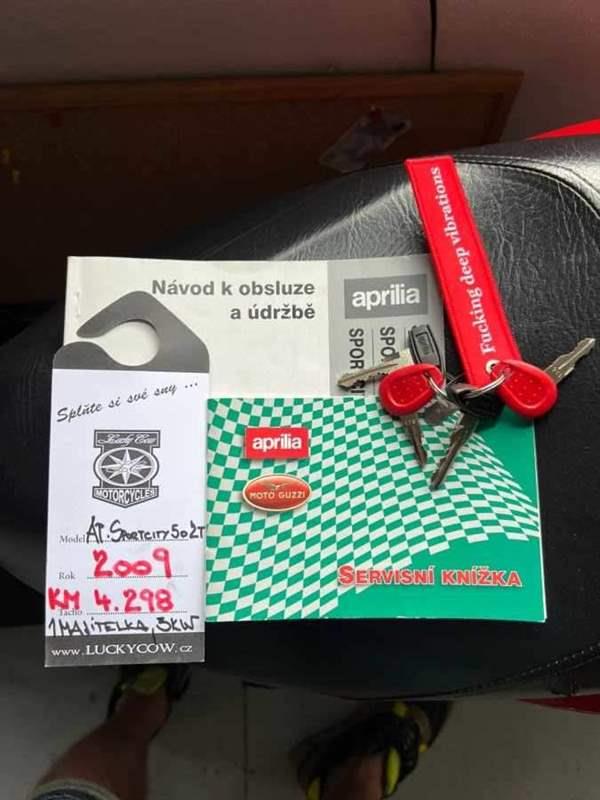 Fucking deep vibrations
Návod k obsluze
a údržbě
aprilia
SPOR
SPO
Splňte si své sny ...
Lucky Cow
MOTORCYCLES
Model AP. SPORTCITY 50 2T
Rok 2009
KM 4.298
Tacho
1 MAJITELKA, 3KW
www.LUCKYCOW.cz
aprilia
MOTO GUZZI
SERVISNÍ KNÍŽKA